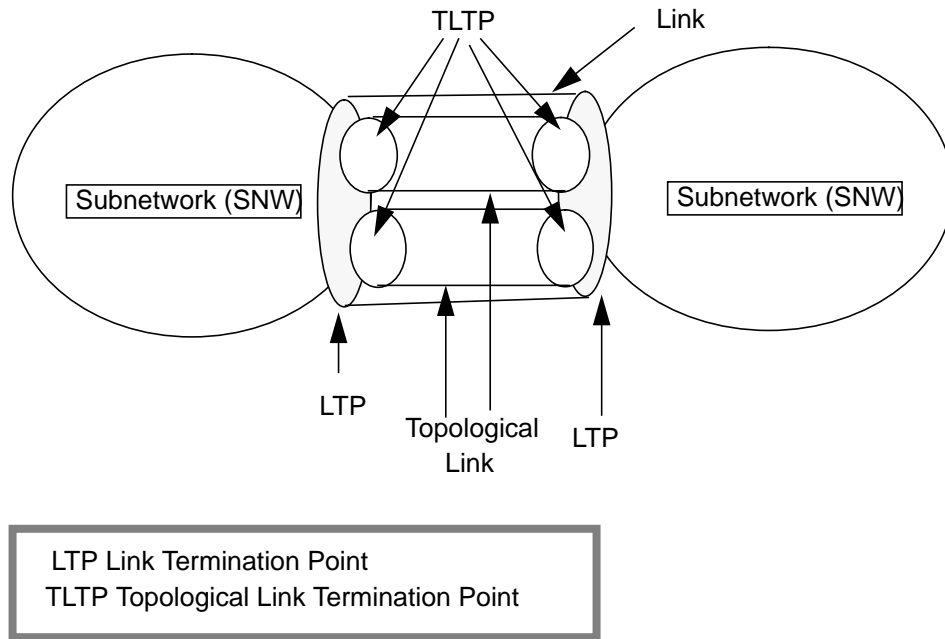 TLTP
Link
Subnetwork (SNW)
Subnetwork (SNW)
LTP
Topological
Link
LTP
LTP Link Termination Point
TLTP Topological Link Termination Point